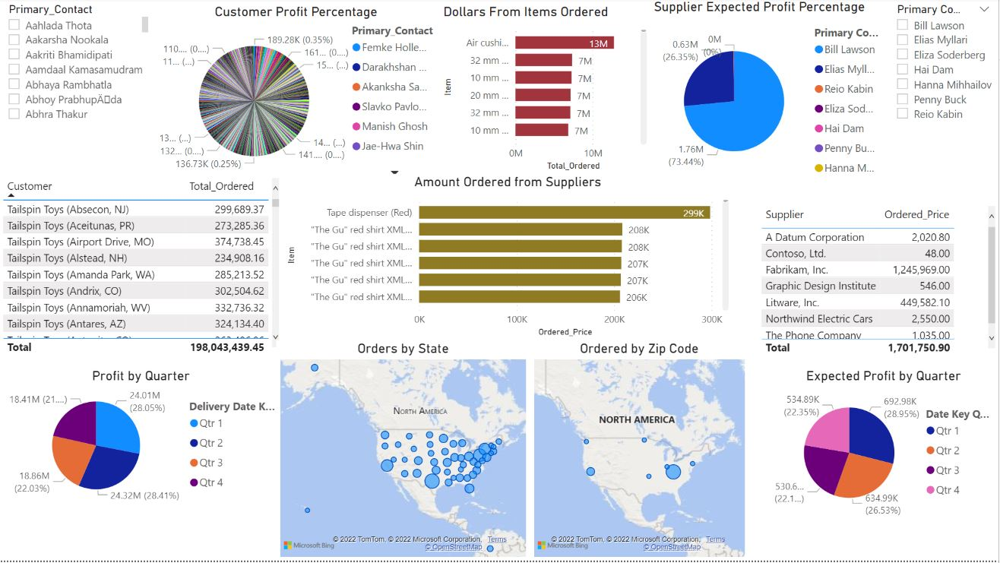 Primary_Contact
Aahlada Thota
Aakarsha Nookala
Aakriti Bhamidipati
Aamdaal Kamasamudram
Abhaya Rambhatla
Abhoy PrabhupÄ□da
Abhra Thakur
Customer Profit Percentage
189.28K (0.35%)
110.... (0....)
161.... (0....)
11... (...)
15... (...)
13... (...)
14... (...)
132.... (0....)
141.... (0....)
136.73K (0.25%)
Primary_Contact
Femke Holle...
Darakhshan ...
Akanksha Sa...
Slavko Pavlo...
Manish Ghosh
Jae-Hwa Shin
Dollars From Items Ordered
Item
Air cushi...
13M
32 mm ...
7M
10 mm ...
7M
20 mm ...
7M
32 mm ...
7M
10 mm ...
7M
0M
10M
Total_Ordered
Supplier Expected Profit Percentage
0M
(0%)
0.63M
(26.35%)
1.76M
(73.44%)
Primary Co...
Bill Lawson
Elias Myll...
Reio Kabin
Eliza Sod...
Hai Dam
Penny Bu...
Hanna M...
Primary Co...
Bill Lawson
Elias Myllari
Eliza Soderberg
Hai Dam
Hanna Mihhailov
Penny Buck
Reio Kabin
Customer Total_Ordered
Tailspin Toys (Absecon, NJ) 299,689.37
Tailspin Toys (Aceitunas, PR) 273,285.36
Tailspin Toys (Airport Drive, MO) 374,738.45
Tailspin Toys (Alstead, NH) 234,908.16
Tailspin Toys (Amanda Park, WA) 285,213.52
Tailspin Toys (Andrix, CO) 302,504.62
Tailspin Toys (Annamoriah, WV) 332,736.32
Tailspin Toys (Antares, AZ) 324,134.40
Tailspin Toys
Total 198,043,439.45
Amount Ordered from Suppliers
Item
Tape dispenser (Red)
299K
"The Gu" red shirt XML...
208K
"The Gu" red shirt XML...
208K
"The Gu" red shirt XML...
207K
"The Gu" red shirt XML...
207K
"The Gu" red shirt XML...
206K
0K
100K
200K
300K
Ordered_Price
Supplier Ordered_Price
A Datum Corporation 2,020.80
Contoso, Ltd. 48.00
Fabrikam, Inc. 1,245,969.00
Graphic Design Institute 546.00
Litware, Inc. 449,582.10
Northwind Electric Cars 2,550.00
The Phone Company 1,035.00
Total 1,701,750.90
Profit by Quarter
18.41M (21....)
24.01M
(28.05%)
18.86M
(22.03%)
24.32M (28.41%)
Delivery Date K...
Qtr 1
Qtr 2
Qtr 3
Qtr 4
Orders by State
North America
© 2022 TomTom, © 2022 Microsoft Corporation, Terms
Microsoft Bing
© OpenStreetMap
Ordered by Zip Code
NORTH AMERICA
© 2022 TomTom, © 2022 Microsoft Corporation, Terms
Microsoft Bing
© OpenStreetMap
Expected Profit by Quarter
534.89K
(22.35%)
692.98K
(28.95%)
530.6...
(22.1...)
634.99K
(26.53%)
Date Key Q...
Qtr 1
Qtr 2
Qtr 3
Qtr 4